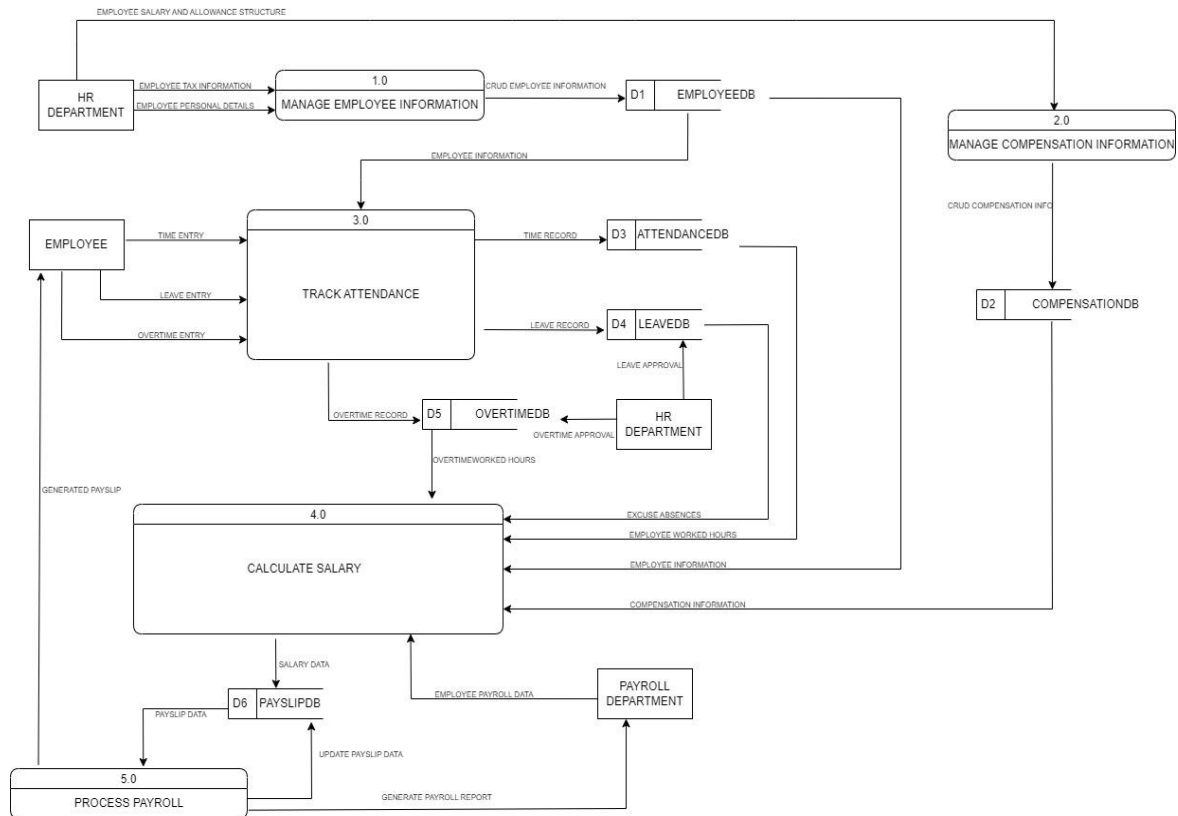 EMPLOYEE SALARY AND ALLOWANCE STRUCTURE
HR
DEPARTMENT
EMPLOYEE TAX INFORMATION
EMPLOYEE PERSONAL DETAILS
1.0
MANAGE EMPLOYEE INFORMATION
CRUD EMPLOYEE INFORMATION
D1
EMPLOYEEDB
2.0
MANAGE COMPENSATION INFORMATION
EMPLOYEE INFORMATION
CRUD COMPENSATION INFO
EMPLOYEE
TIME ENTRY
LEAVE ENTRY
OVERTIME ENTRY
3.0
TRACK ATTENDANCE
TIME RECORD
D3
ATTENDANCEDB
D2
COMPENSATIONDB
LEAVE RECORD
D4
LEAVEDB
LEAVE APPROVAL
OVERTIME RECORD
D5
OVERTIMEDB
OVERTIME APPROVAL
HR
DEPARTMENT
OVERTIMEWORKED HOURS
GENERATED PAYSLIP
4.0
CALCULATE SALARY
EXCUSE ABSENCES
EMPLOYEE WORKED HOURS
EMPLOYEE INFORMATION
COMPENSATION INFORMATION
SALARY DATA
EMPLOYEE PAYROLL DATA
PAYROLL
DEPARTMENT
D6
PAYSLIPDB
PAYSLIP DATA
UPDATE PAYSLIP DATA
5.0
PROCESS PAYROLL
GENERATE PAYROLL REPORT